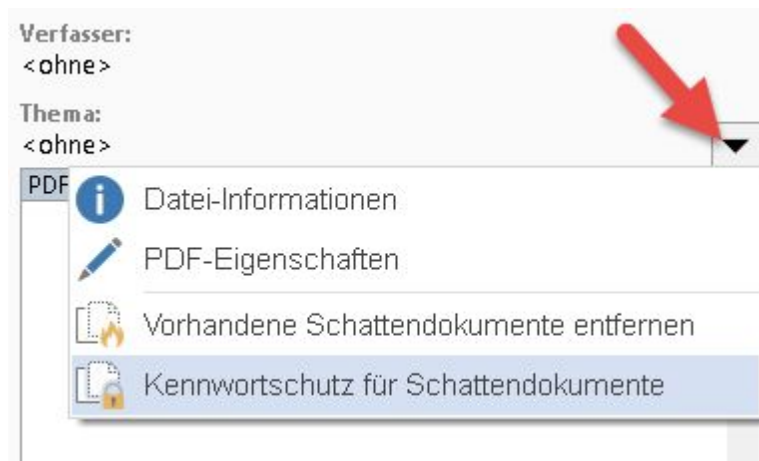 Verfasser:
<ohne>
Thema:
<ohne>
PDF
Datei-Informationen
PDF-Eigenschaften
Vorhandene Schattendokumente entfernen
Kennwortschutz für Schattendokumente